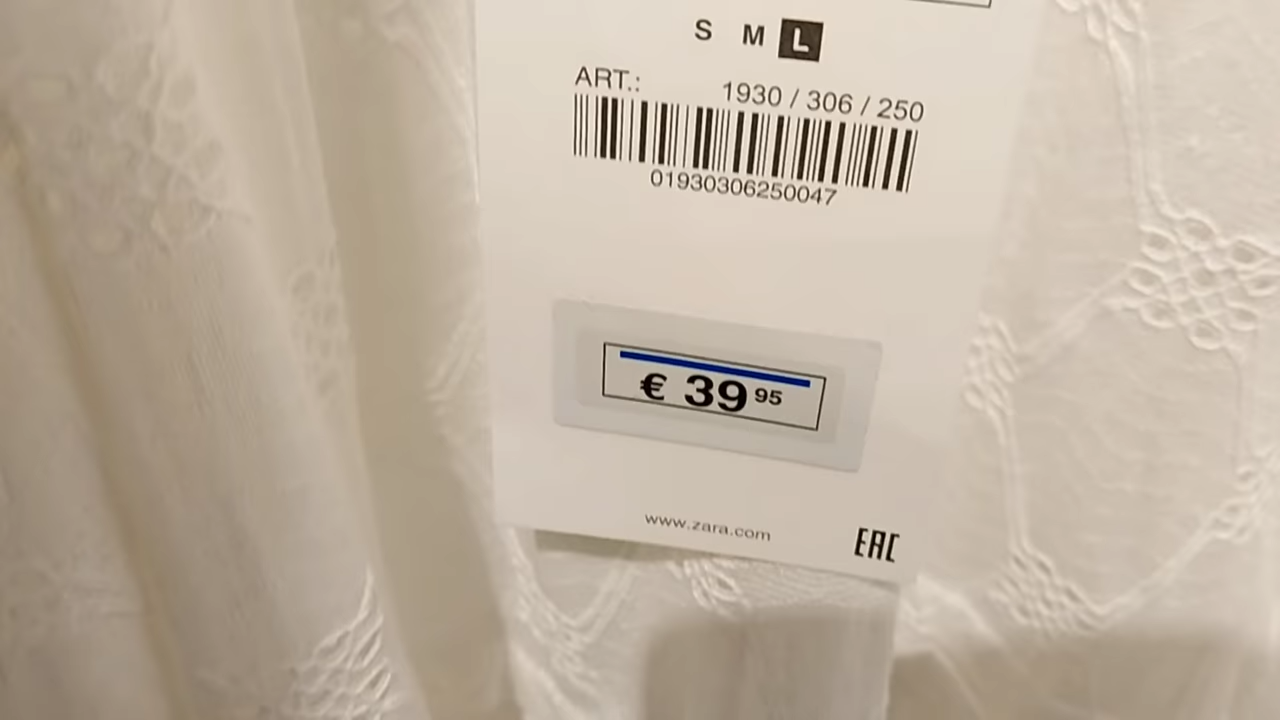 S M L
ART.: 1930 / 306 / 250
01930306250047
€ 39 95
www.zara.com
EAC